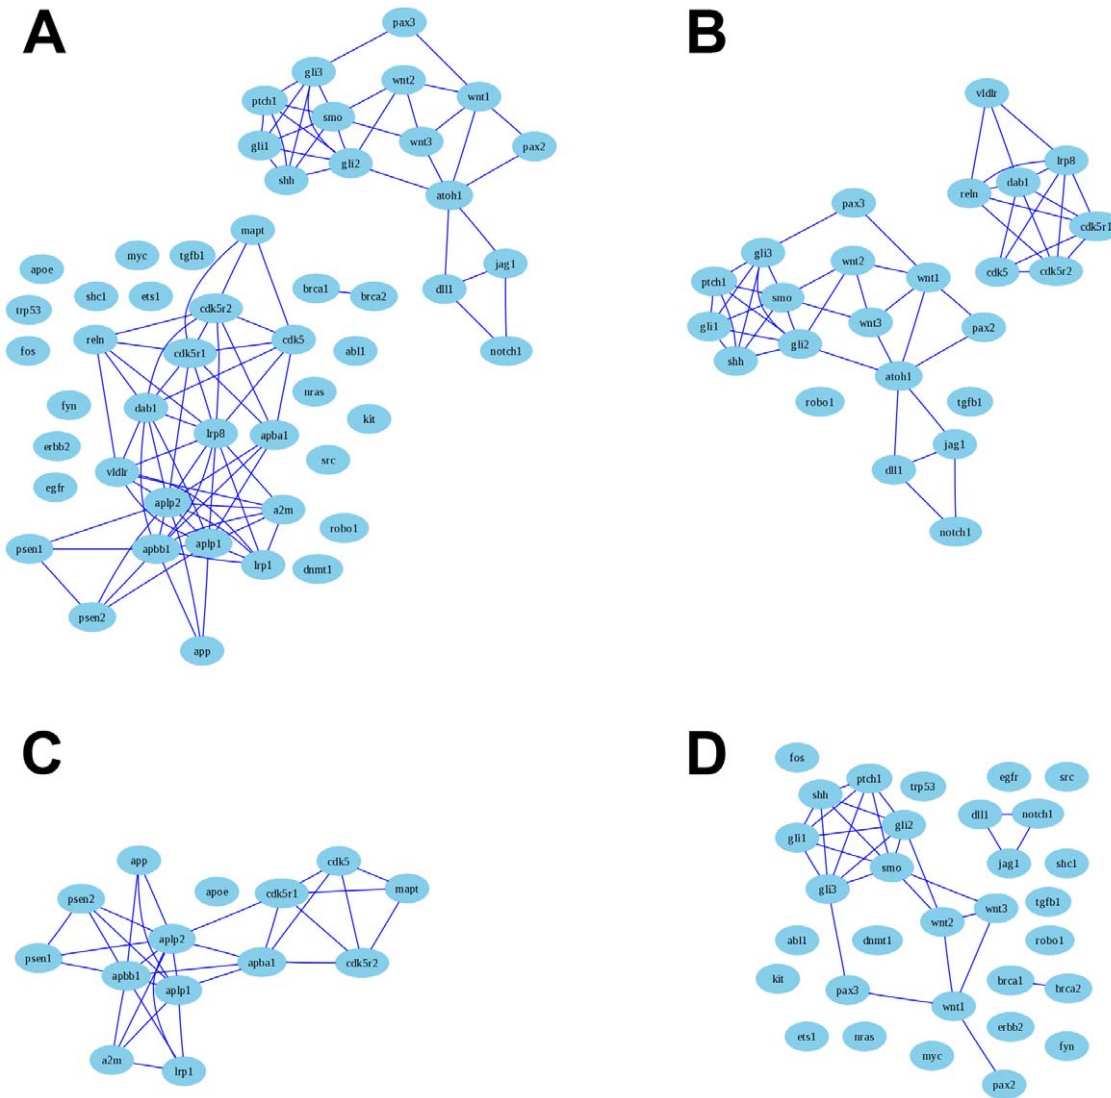 A
pax3
gli3
wnt2
ptch1
wnt1
smo
gli1
wnt3
pax2
gli2
shh
atoh1
mapt
myc
tgfb1
apoe
jag1
dll1
brca1
brca2
shc1
ets1
trp53
cdk5r2
reln
cdk5
fos
cdk5r1
abl1
notch1
nras
fyn
dab1
kit
lrp8
apba1
erbb2
src
vldlr
egfr
aplp2
a2m
robo1
psen1
apbb1
aplp1
lrp1
dnmt1
psen2
app
B
vldlr
lrp8
dab1
reln
cdk5r1
pax3
gli3
wnt2
cdk5
cdk5r2
ptch1
wnt1
smo
gli1
wnt3
pax2
gli2
shh
atoh1
robo1
tgfb1
jag1
dll1
notch1
C
app
cdk5
apoe
cdk5r1
mapt
psen2
aplp2
psen1
apba1
cdk5r2
apbb1
aplp1
a2m
lrp1
D
fos
ptch1
trp53
egfr
src
shh
dll1
notch1
gli2
gli1
smo
jag1
shc1
gli3
wnt3
tgfb1
wnt2
abl1
dnmt1
robo1
kit
pax3
brca1
brca2
wnt1
erbb2
ets1
nras
fyn
myc
pax2